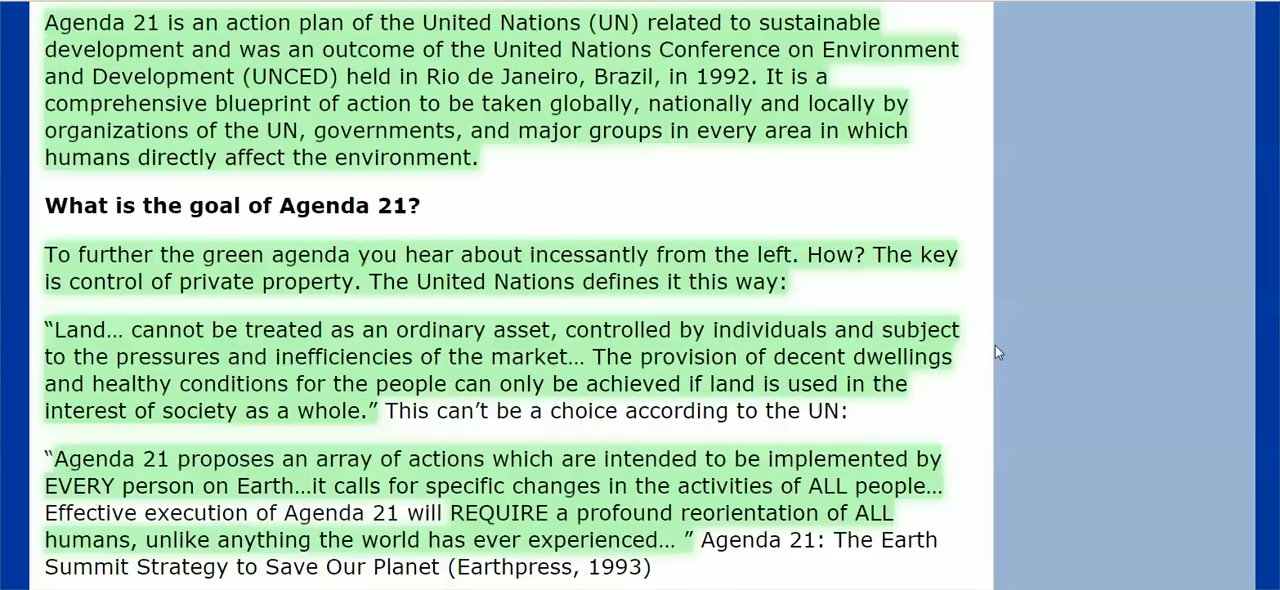 Agenda 21 is an action plan of the United Nations (UN) related to sustainable
development and was an outcome of the United Nations Conference on Environment
and Development (UNCED) held in Rio de Janeiro, Brazil, in 1992. It is a
comprehensive blueprint of action to be taken globally, nationally and locally by
organizations of the UN, governments, and major groups in every area in which
humans directly affect the environment.
What is the goal of Agenda 21?
To further the green agenda you hear about incessantly from the left. How? The key
is control of private property. The United Nations defines it this way:
“Land… cannot be treated as an ordinary asset, controlled by individuals and subject
to the pressures and inefficiencies of the market… The provision of decent dwellings
and healthy conditions for the people can only be achieved if land is used in the
interest of society as a whole.” This can’t be a choice according to the UN:
“Agenda 21 proposes an array of actions which are intended to be implemented by
EVERY person on Earth…it calls for specific changes in the activities of ALL people…
Effective execution of Agenda 21 will REQUIRE a profound reorientation of ALL
humans, unlike anything the world has ever experienced… ” Agenda 21: The Earth
Summit Strategy to Save Our Planet (Earthpress, 1993)